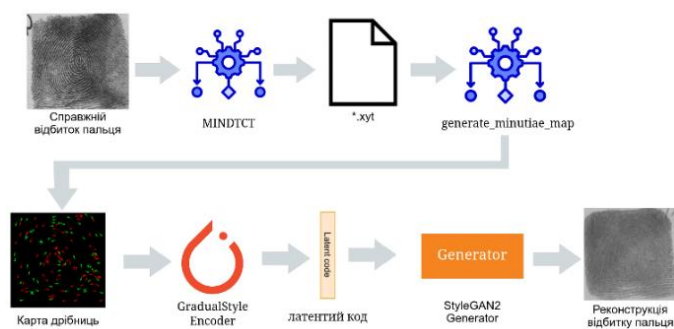 Справжній
відбиток пальця
MINDTCT
*.xyt
generate_minutiae_map
Карта дрібниць
GradualStyle
Encoder
Latent code
латентий код
Generator
StyleGAN2
Generator
Реконструкція
відбитку пальця